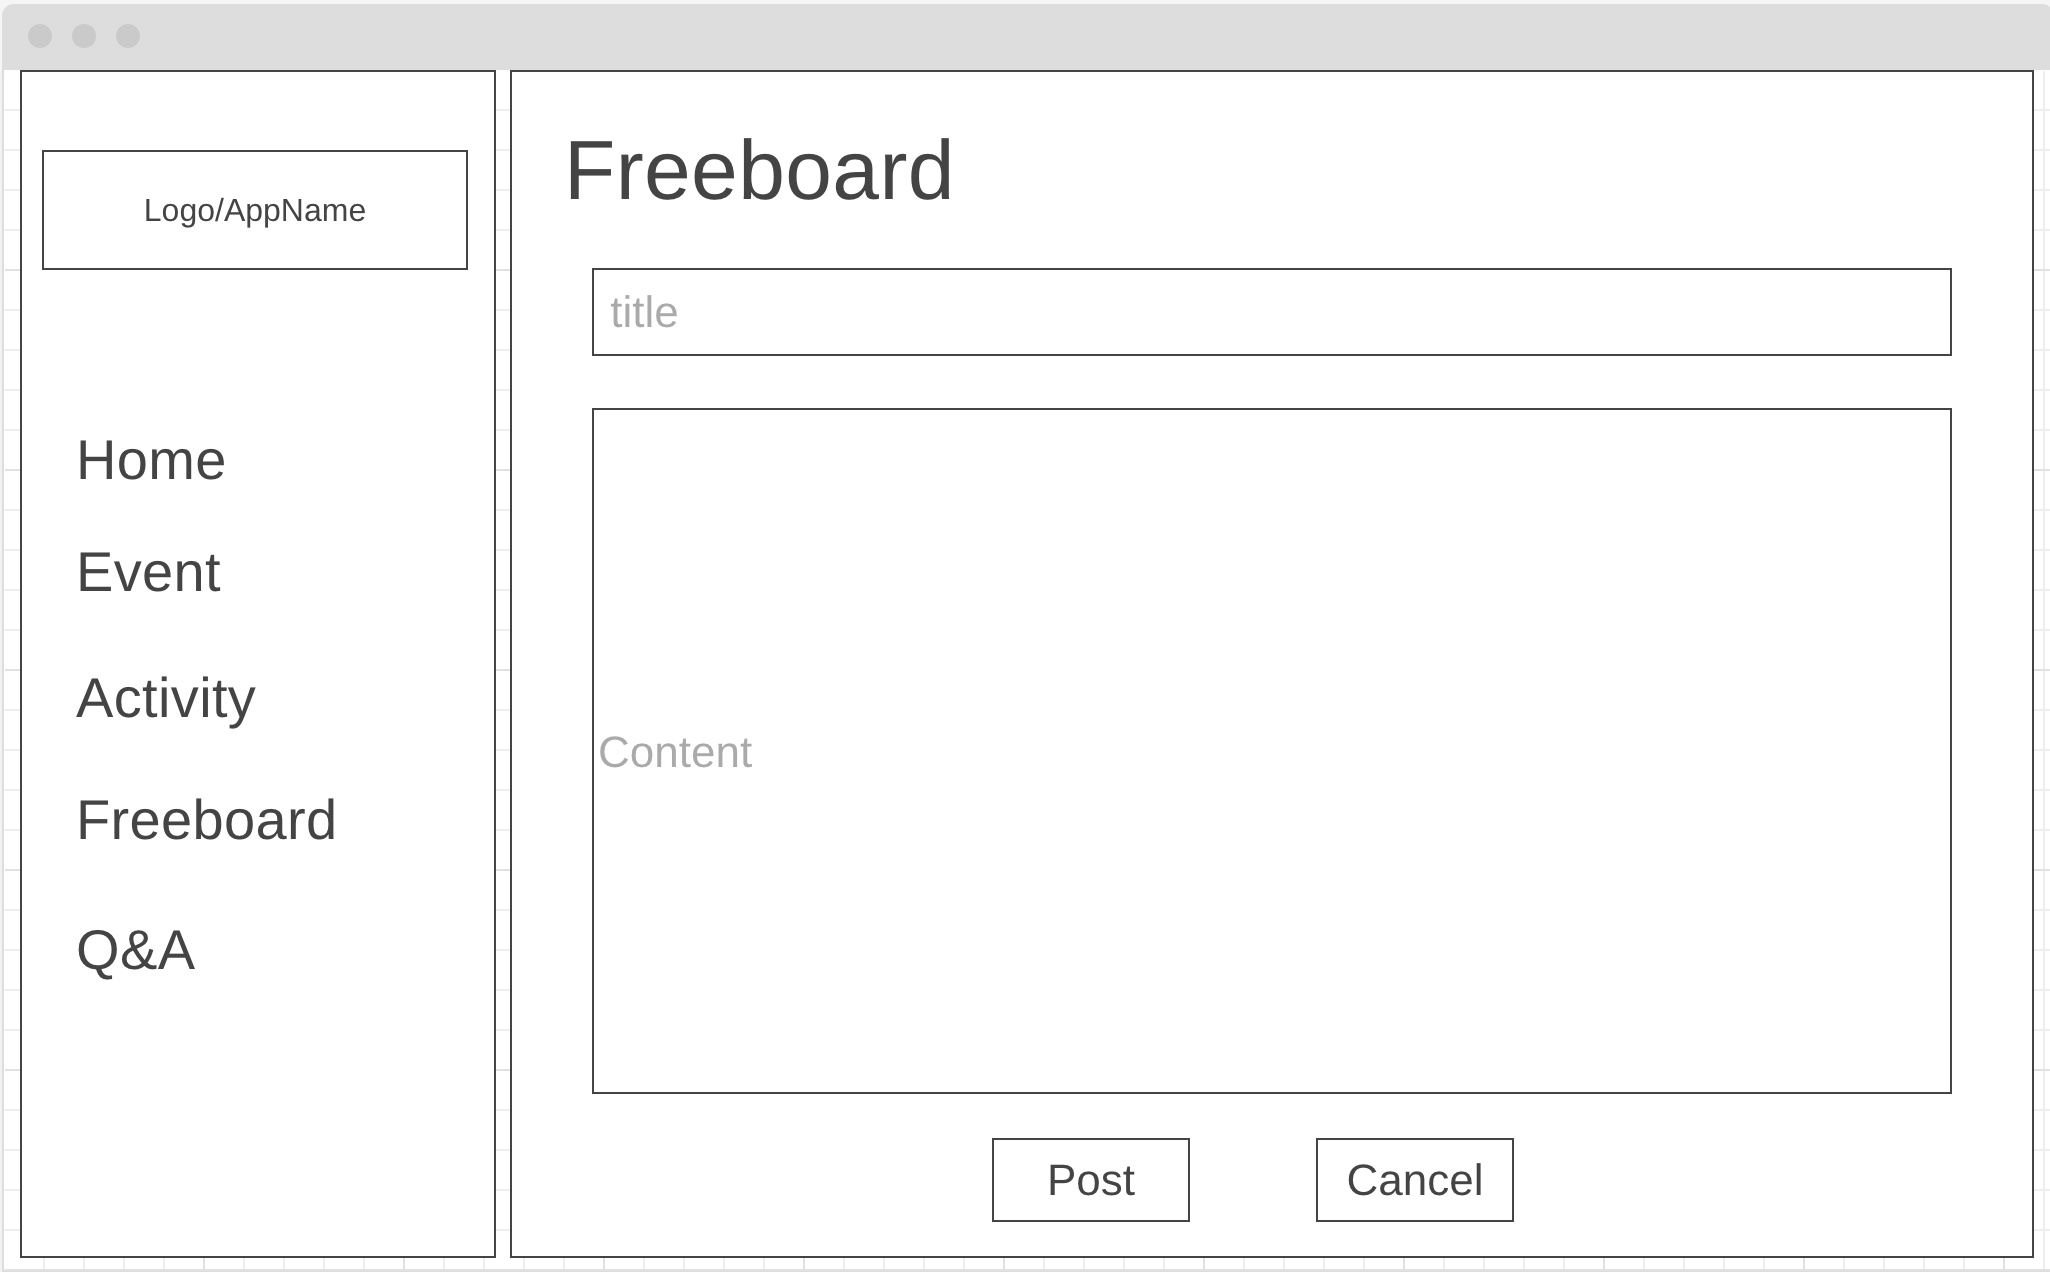 Logo/AppName
Home
Event
Activity
Freeboard
Q&A
Freeboard
title
Content
Post
Cancel